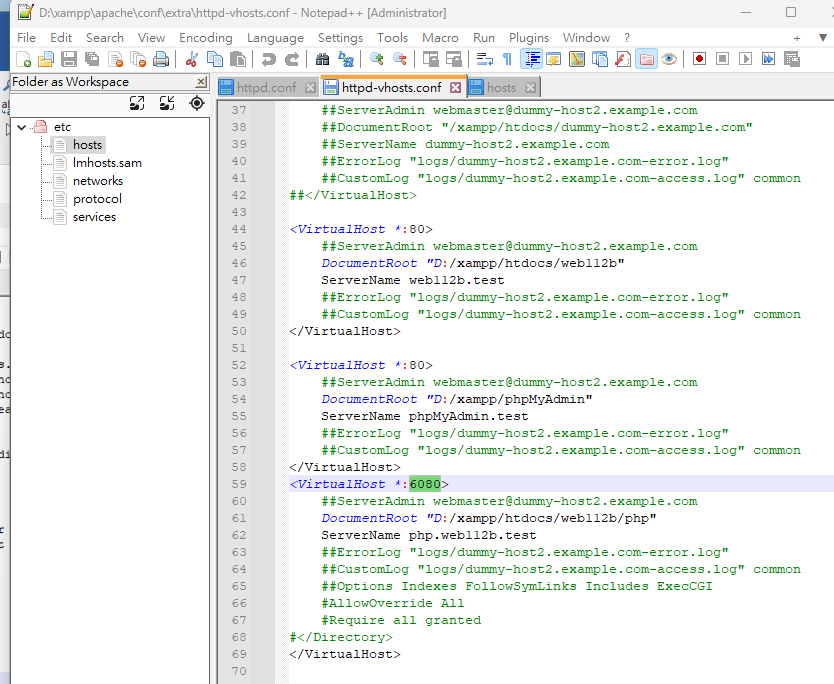 D:\xampp\apache\conf\extra\httpd-vhosts.conf - Notepad++ [Administrator]
File Edit Search View Encoding Language Settings Tools Macro Run Plugins Window ?
Folder as Workspace
httpd.conf httpd-vhosts.conf hosts
etc
hosts
lmhosts.sam
networks
protocol
services
37 ##ServerAdmin webmaster@dummy-host2.example.com
38 ##DocumentRoot "/xampp/htdocs/dummy-host2.example.com"
39 ##ServerName dummy-host2.example.com
40 ##ErrorLog "logs/dummy-host2.example.com-error.log"
41 ##CustomLog "logs/dummy-host2.example.com-access.log" common
42 ##</VirtualHost>
43
44 <VirtualHost *:80>
45 ##ServerAdmin webmaster@dummy-host2.example.com
46 DocumentRoot "D:/xampp/htdocs/web112b"
47 ServerName web112b.test
48 ##ErrorLog "logs/dummy-host2.example.com-error.log"
49 ##CustomLog "logs/dummy-host2.example.com-access.log" common
50 </VirtualHost>
51
52 <VirtualHost *:80>
53 ##ServerAdmin webmaster@dummy-host2.example.com
54 DocumentRoot "D:/xampp/phpMyAdmin"
55 ServerName phpMyAdmin.test
56 ##ErrorLog "logs/dummy-host2.example.com-error.log"
57 ##CustomLog "logs/dummy-host2.example.com-access.log" common
58 </VirtualHost>
59 <VirtualHost *:6080>
60 ##ServerAdmin webmaster@dummy-host2.example.com
61 DocumentRoot "D:/xampp/htdocs/web112b/php"
62 ServerName php.web112b.test
63 ##ErrorLog "logs/dummy-host2.example.com-error.log"
64 ##CustomLog "logs/dummy-host2.example.com-access.log" common
65 ##Options Indexes FollowSymLinks Includes ExecCGI
66 #AllowOverride All
67 #Require all granted
68 #</Directory>
69 </VirtualHost>
70